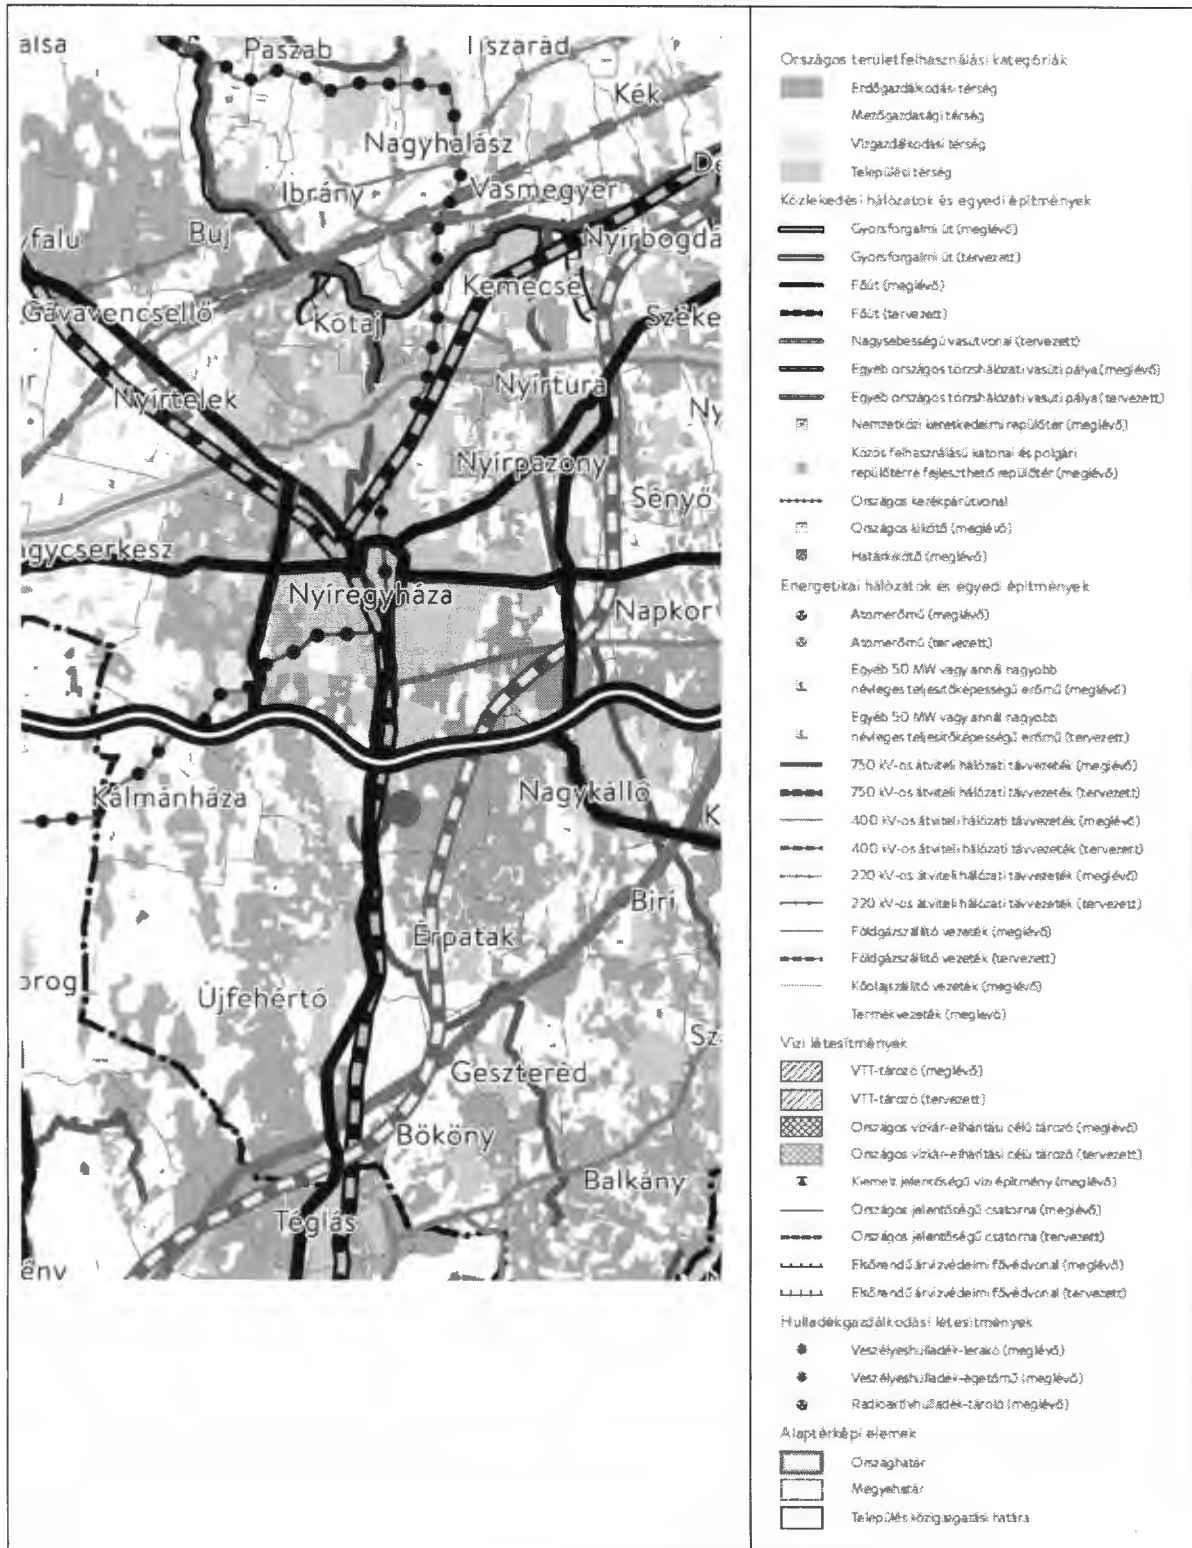 alsa
Paszab
Tiszarád
Kék
Nagyhalász
De
Ibrány
Vasmegyer
yfalu
Buj
Nyírbogdá
Kemecse
Gávavencsellő
Kótaj
Széke
Nyírtelek
Nyírtura
Ny
Nyírpazony
Sényő
agycserkesz
Nyíregyháza
Napkor
Kálmánháza
Nagykálló
K
Biri
Érpatak
orog
Újfehértó
Sz
Geszteréd
Bököny
Balkány
Téglás
énv
Országos területfelhasználási kategóriák
Erdőgazdálkodási térség
Mezőgazdasági térség
Vízgazdálkodási térség
Települési térség
Közlekedési hálózatok és egyedi építmények
Gyorsforgalmi út (meglévő)
Gyorsforgalmi út (tervezett)
Főút (meglévő)
Főút (tervezett)
Nagysebességű vasútvonal (tervezett)
Egyéb országos törzshálózati vasúti pálya (meglévő)
Egyéb országos törzshálózati vasúti pálya (tervezett)
Nemzetközi kereskedelmi repülőtér (meglévő)
Közös felhasználású katonai és polgári
repülőtérré fejleszthető repülőtér (meglévő)
Országos kerékpárútvonal
Országos kikötő (meglévő)
Határkikötő (meglévő)
Energetikai hálózatok és egyedi építmények
Atomerőmű (meglévő)
Atomerőmű (tervezett)
Egyéb 50 MW vagy annál nagyobb
névleges teljesítőképességű erőmű (meglévő)
Egyéb 50 MW vagy annál nagyobb
névleges teljesítőképességű erőmű (tervezett)
750 kV-os átviteli hálózati távvezeték (meglévő)
750 kV-os átviteli hálózati távvezeték (tervezett)
400 kV-os átviteli hálózati távvezeték (meglévő)
400 kV-os átviteli hálózati távvezeték (tervezett)
220 kV-os átviteli hálózati távvezeték (meglévő)
220 kV-os átviteli hálózati távvezeték (tervezett)
Földgázszállító vezeték (meglévő)
Földgázszállító vezeték (tervezett)
Kőolajszállító vezeték (meglévő)
Termékvezeték (meglévő)
Vízi létesítmények
VTT-tározó (meglévő)
VTT-tározó (tervezett)
Országos vízkár-elhárítási célú tározó (meglévő)
Országos vízkár-elhárítási célú tározó (tervezett)
Kiemelt jelentőségű vízi építmény (meglévő)
Országos jelentőségű csatorna (meglévő)
Országos jelentőségű csatorna (tervezett)
Elsőrendű árvízvédelmi fővédvonal (meglévő)
Elsőrendű árvízvédelmi fővédvonal (tervezett)
Hulladékgazdálkodási létesítmények
Veszélyeshulladék-lerakó (meglévő)
Veszélyeshulladék-égetőmű (meglévő)
Radioaktívhulladék-tároló (meglévő)
Alaptérképi elemek
Országhatár
Megyehatár
Település közigazgatási határa